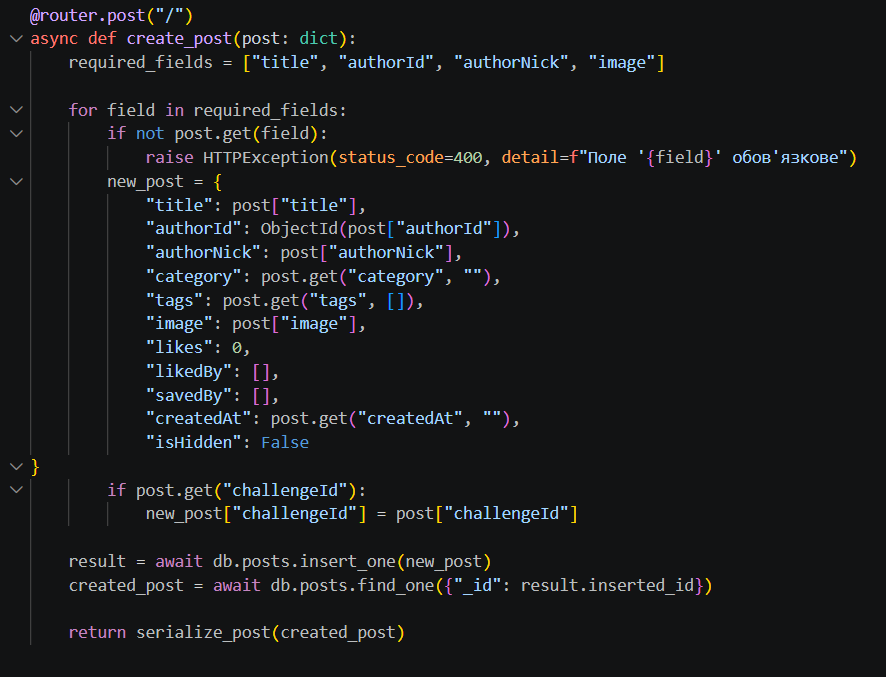 @router.post("/")
async def create_post(post: dict):
    required_fields = ["title", "authorId", "authorNick", "image"]

    for field in required_fields:
        if not post.get(field):
            raise HTTPException(status_code=400, detail=f"Поле '{field}' обов'язкове")
        new_post = {
            "title": post["title"],
            "authorId": ObjectId(post["authorId"]),
            "authorNick": post["authorNick"],
            "category": post.get("category", ""),
            "tags": post.get("tags", []),
            "image": post["image"],
            "likes": 0,
            "likedBy": [],
            "savedBy": [],
            "createdAt": post.get("createdAt", ""),
            "isHidden": False
}
        if post.get("challengeId"):
            new_post["challengeId"] = post["challengeId"]

    result = await db.posts.insert_one(new_post)
    created_post = await db.posts.find_one({"_id": result.inserted_id})

    return serialize_post(created_post)